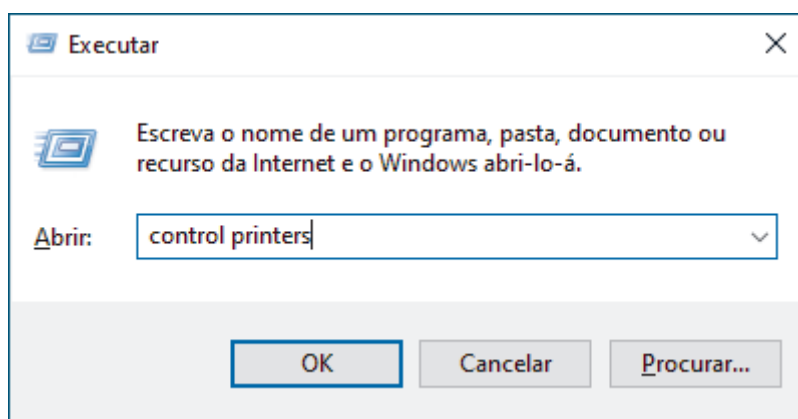 Executar
Escreva o nome de um programa, pasta, documento ou
recurso da Internet e o Windows abri-lo-á.
Abrir: control printers
OK Cancelar Procurar...